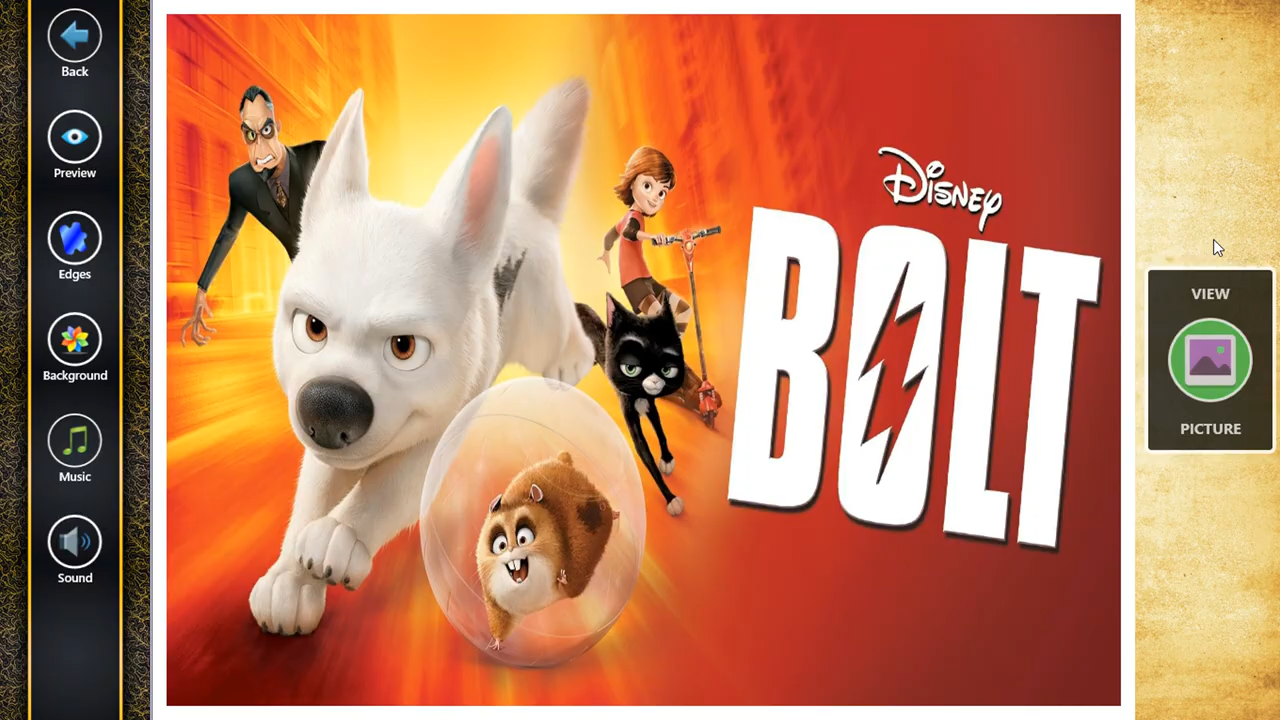 Back
Preview
Edges
Background
Music
Sound
DISNEY
BOLT
VIEW
PICTURE